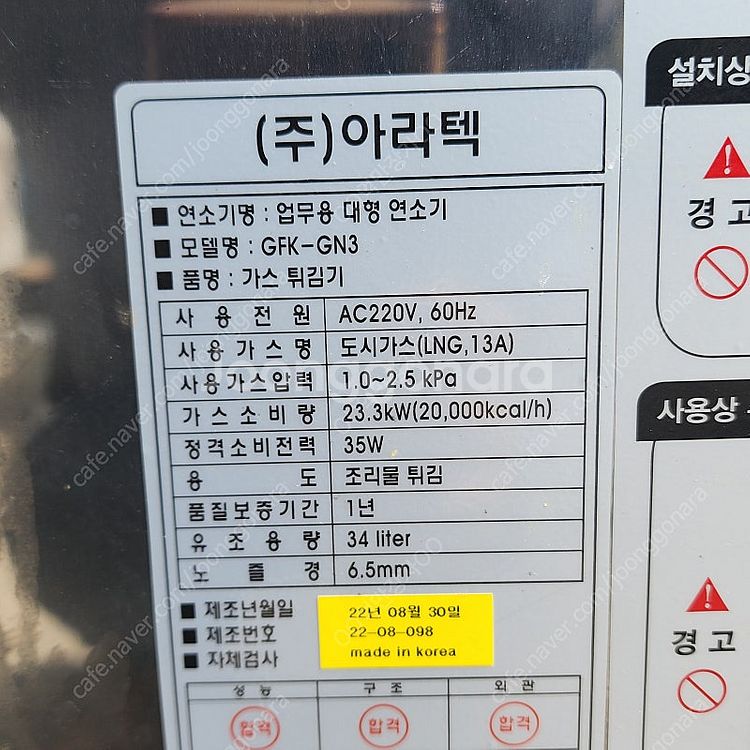 (주)아라텍
■ 연소기명 : 업무용 대형 연소기
■ 모델명 : GFK-GN3
■ 품명 : 가스 튀김기
사 용 전 원 AC220V, 60Hz
사 용 가 스 명 도시가스(LNG,13A)
사용가스압력 1.0~2.5 kPa
가 스 소 비 량 23.3kW(20,000kcal/h)
정격소비전력 35W
용 도 조리물 튀김
품질보증기간 1년
유 조 용 량 34 liter
노 즐 경 6.5mm
■ 제조년월일 22년 08월 30일
■ 제조번호 22-08-098
■ 자체검사 made in korea
성 능 구 조 외 관
합격 합격 합격
설치상
경 고
사용상
경 고
joonggonara
cafe.naver.com/joonggonara